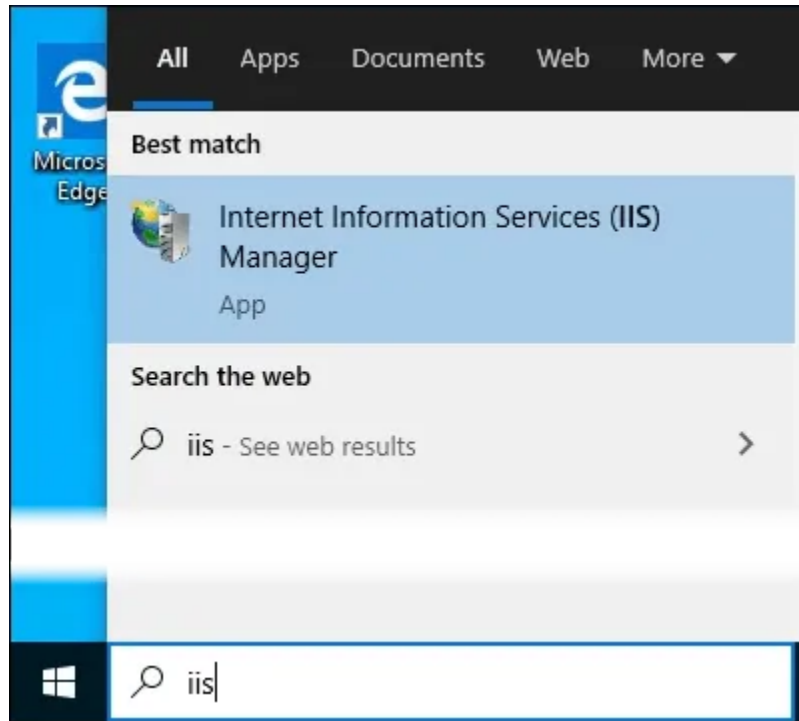 All Apps Documents Web More
Micros
Edge
Best match
Internet Information Services (IIS)
Manager
App
Search the web
iis - See web results
iis